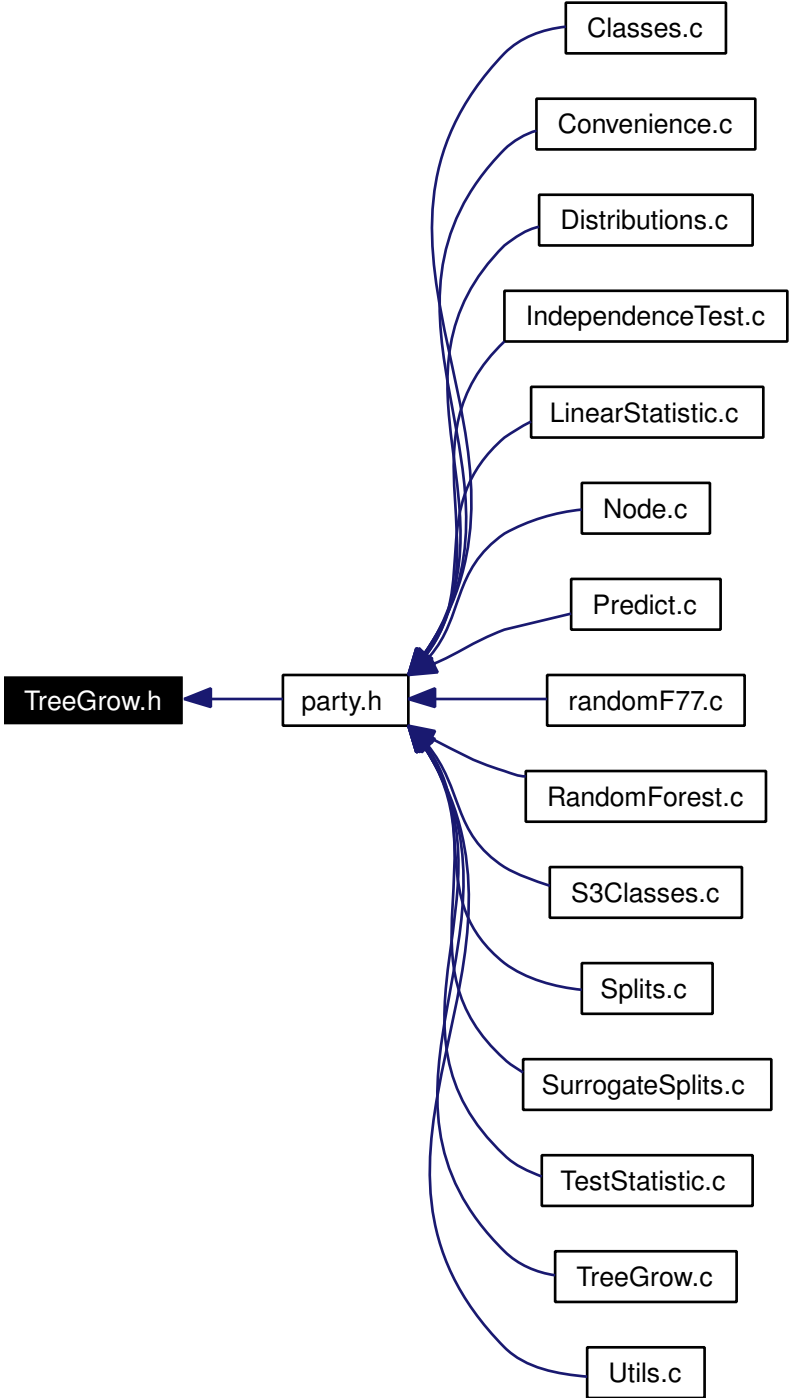 Classes.c
Convenience.c
Distributions.c
IndependenceTest.c
LinearStatistic.c
Node.c
Predict.c
TreeGrow.h
party.h
randomF77.c
RandomForest.c
S3Classes.c
Splits.c
SurrogateSplits.c
TestStatistic.c
TreeGrow.c
Utils.c